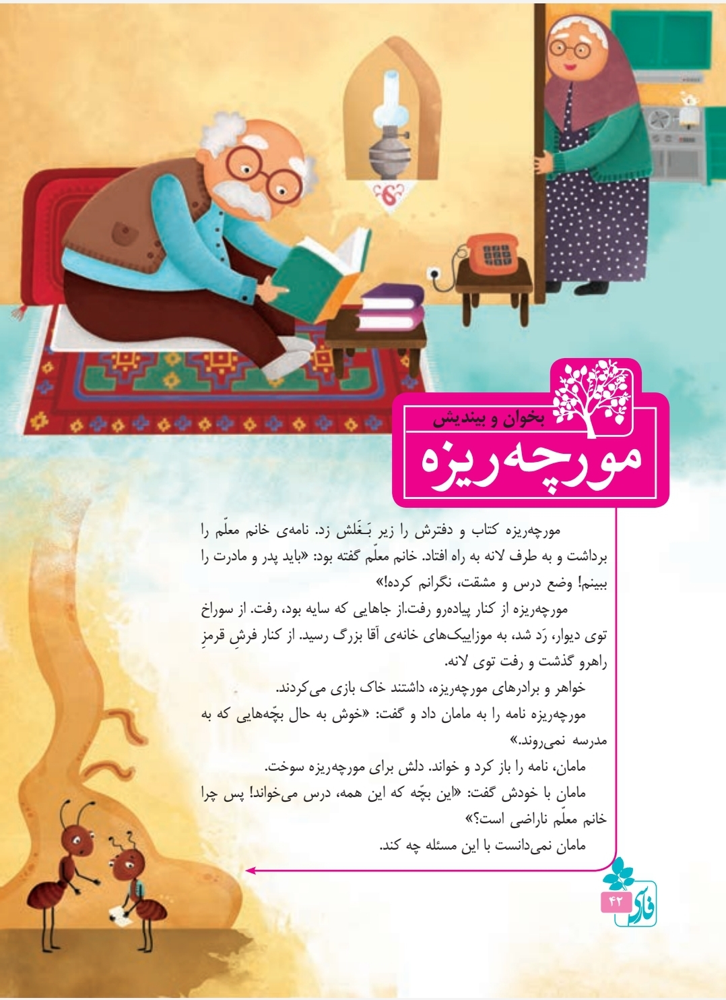 بخوان و بیندیش
مورچه‌ریزه
مورچه‌ریزه کتاب و دفترش را زیر بَـغَلش زد. نامه‌ی خانم معلّم را
برداشت و به طرف لانه به راه افتاد. خانم معلّم گفته بود: «باید پدر و مادرت را
ببینم! وضع درس و مشقت، نگرانم کرده!»
مورچه‌ریزه از کنار پیاده‌رو رفت.از جاهایی که سایه بود، رفت. از سوراخ
توی دیوار، رَد شد، به موزاییک‌های خانه‌ی آقا بزرگ رسید. از کنار فرشِ قرمزِ
راهرو گذشت و رفت توی لانه.
خواهر و برادرهای مورچه‌ریزه، داشتند خاک بازی می‌کردند.
مورچه‌ریزه نامه را به مامان داد و گفت: «خوش به حال بچّه‌هایی که به
مدرسه نمی‌روند.»
مامان، نامه را باز کرد و خواند. دلش برای مورچه‌ریزه سوخت.
مامان با خودش گفت: «این بچّه که این همه، درس می‌خواند! پس چرا
خانم معلّم ناراضی است؟»
مامان نمی‌دانست با این مسئله چه کند.
فارسی
۴۲